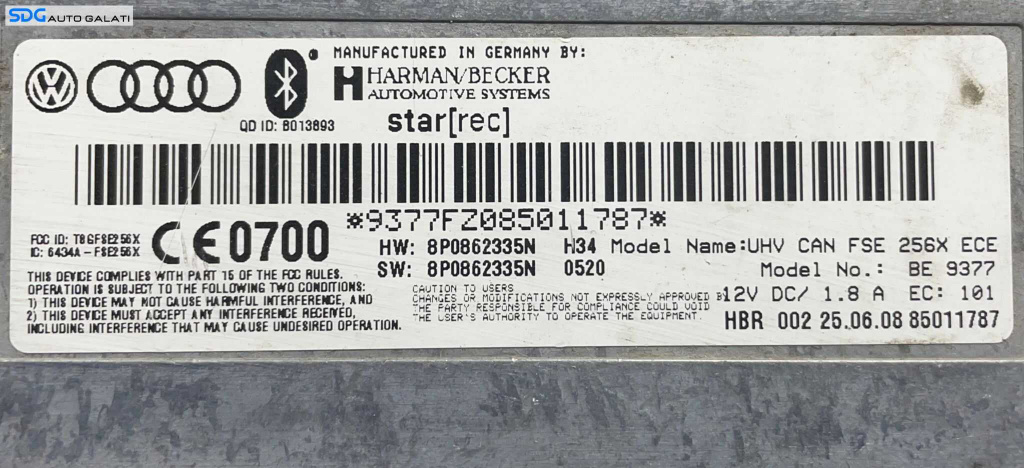 SDG AUTO GALATI
MANUFACTURED IN GERMANY BY:
HARMAN/BECKER
AUTOMOTIVE SYSTEMS
QD ID: B013893
star[rec]
*9377FZ085011787*
FCC ID: T8GFSE256X
IC: 6434A-FSE256X
CE0700
HW: 8P0862335N H34
SW: 8P0862335N 0520
Model Name:UHV CAN FSE 256X ECE
Model No.: BE 9377
12V DC/ 1.8 A EC: 101
HBR 002 25.06.08 85011787
THIS DEVICE COMPLIES WITH PART 15 OF THE FCC RULES.
OPERATION IS SUBJECT TO THE FOLLOWING TWO CONDITIONS:
1) THIS DEVICE MAY NOT CAUSE HARMFUL INTERFERENCE, AND
2) THIS DEVICE MUST ACCEPT ANY INTERFERENCE RECEIVED,
INCLUDING INTERFERENCE THAT MAY CAUSE UNDESIRED OPERATION.
CAUTION TO USERS
CHANGES OR MODIFICATIONS NOT EXPRESSLY APPROVED BY
THE PARTY RESPONSIBLE FOR COMPLIANCE COULD VOID
THE USER'S AUTHORITY TO OPERATE THE EQUIPMENT.